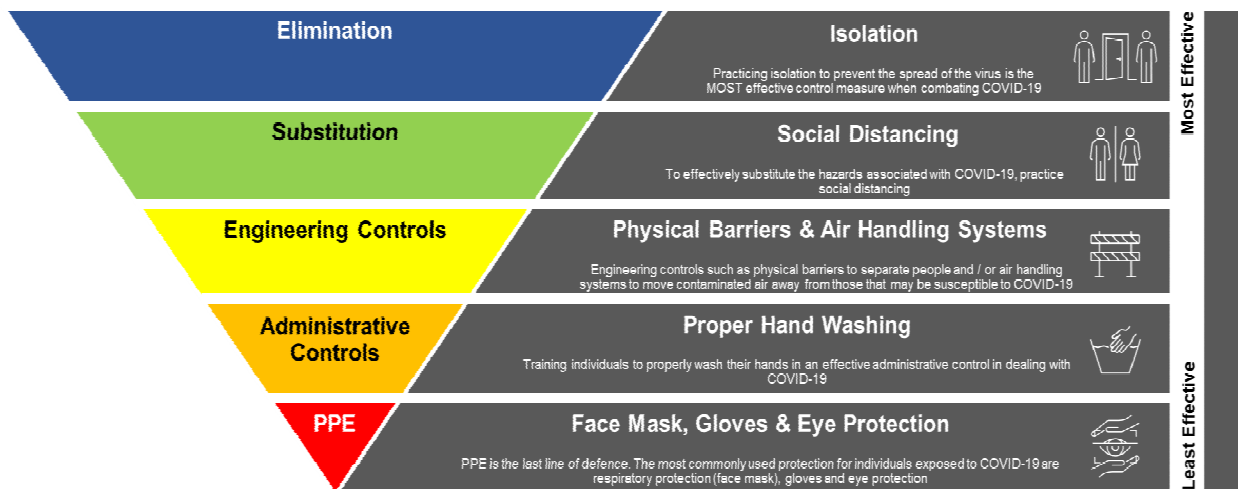 Elimination
Isolation
Practicing isolation to prevent the spread of the virus is the
MOST effective control measure when combating COVID-19
Most Effective
Substitution
Social Distancing
To effectively substitute the hazards associated with COVID-19, practice
social distancing
Engineering Controls
Physical Barriers & Air Handling Systems
Engineering controls such as physical barriers to separate people and / or air handling
systems to move contaminated air away from those that may be susceptible to COVID-19
Administrative
Controls
Proper Hand Washing
Training individuals to properly wash their hands in an effective administrative control in dealing with
COVID-19
PPE
Face Mask, Gloves & Eye Protection
PPE is the last line of defence. The most commonly used protection for individuals exposed to COVID-19 are
respiratory protection (face mask), gloves and eye protection
Least Effective